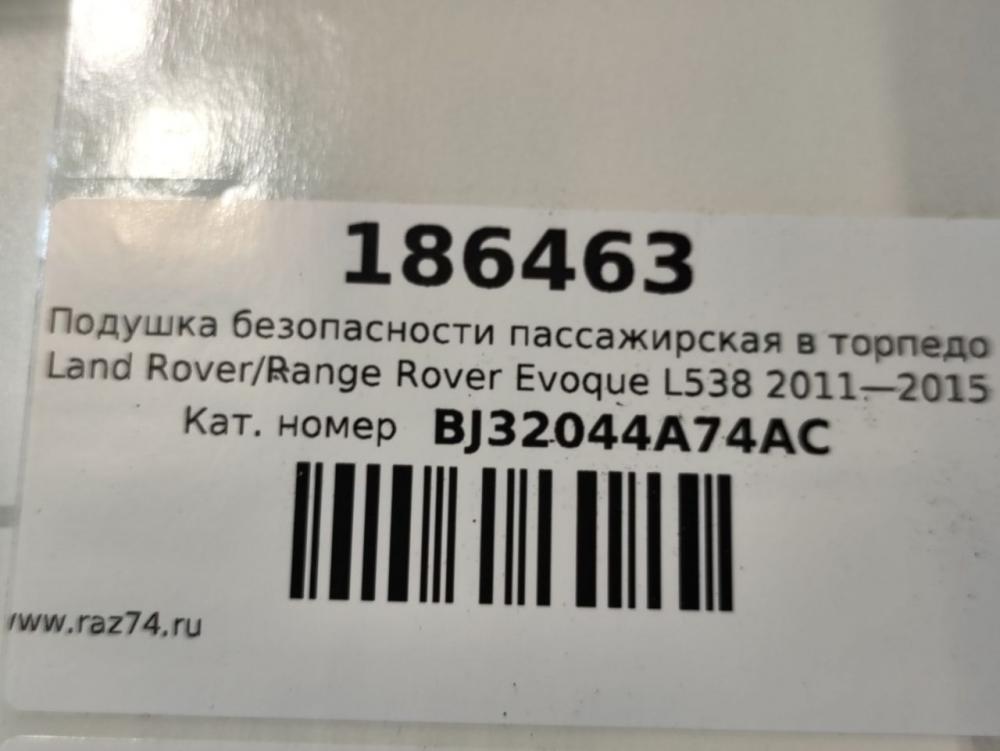 186463
Подушка безопасности пассажирская в торпедо
Land Rover/Range Rover Evoque L538 2011—2015
Кат. номер BJ32044A74AC
www.raz74.ru